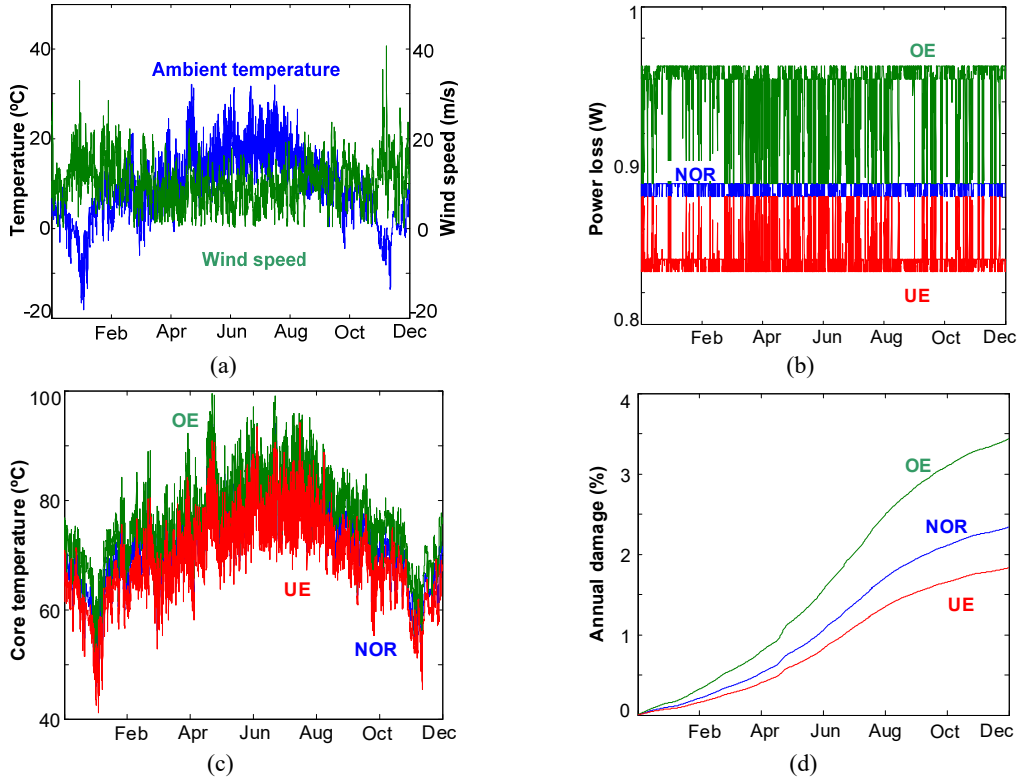 40
20
0
-20
Temperature (ºC)
Ambient temperature
Wind speed
40
20
0
20
Wind speed (m/s)
Feb Apr Jun Aug Oct Dec
(a)
1
0.9
0.8
Power loss (W)
OE
NOR
UE
Feb Apr Jun Aug Oct Dec
(b)
100
80
60
40
Core temperature (ºC)
OE
UE
NOR
Feb Apr Jun Aug Oct Dec
(c)
4
3
2
1
0
Annual damage (%)
OE
NOR
UE
Feb Apr Jun Aug Oct Dec
(d)